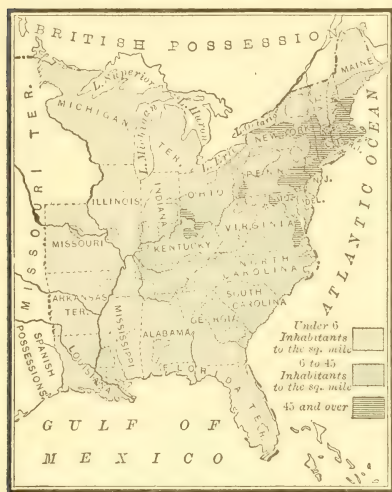 BRITISH POSSESSIO
MAINE
L. Superior
MICHIGAN
TER.
L. Michigan
L. Huron
L. Ontario
L. Erie
NEW YORK
MISSOURI TER.
ATLANTIC OCEAN
PENN.
J.
DEL.
ILLINOIS
INDIANA
OHIO
VIRGINIA
MISSOURI
KENTUCKY
NORTH
CAROLINA
ARKANSAS
TER.
SOUTH
CAROLINA
SPANISH
POSSESSIONS
MISSISSIPPI
ALABAMA
GEORGIA
LOUISIANA
FLORIDA TER.
Under 6
Inhabitants
to the sq. mile
6 to 45
Inhabitants
to the sq. mile
45 and over
GULF OF
MEXICO